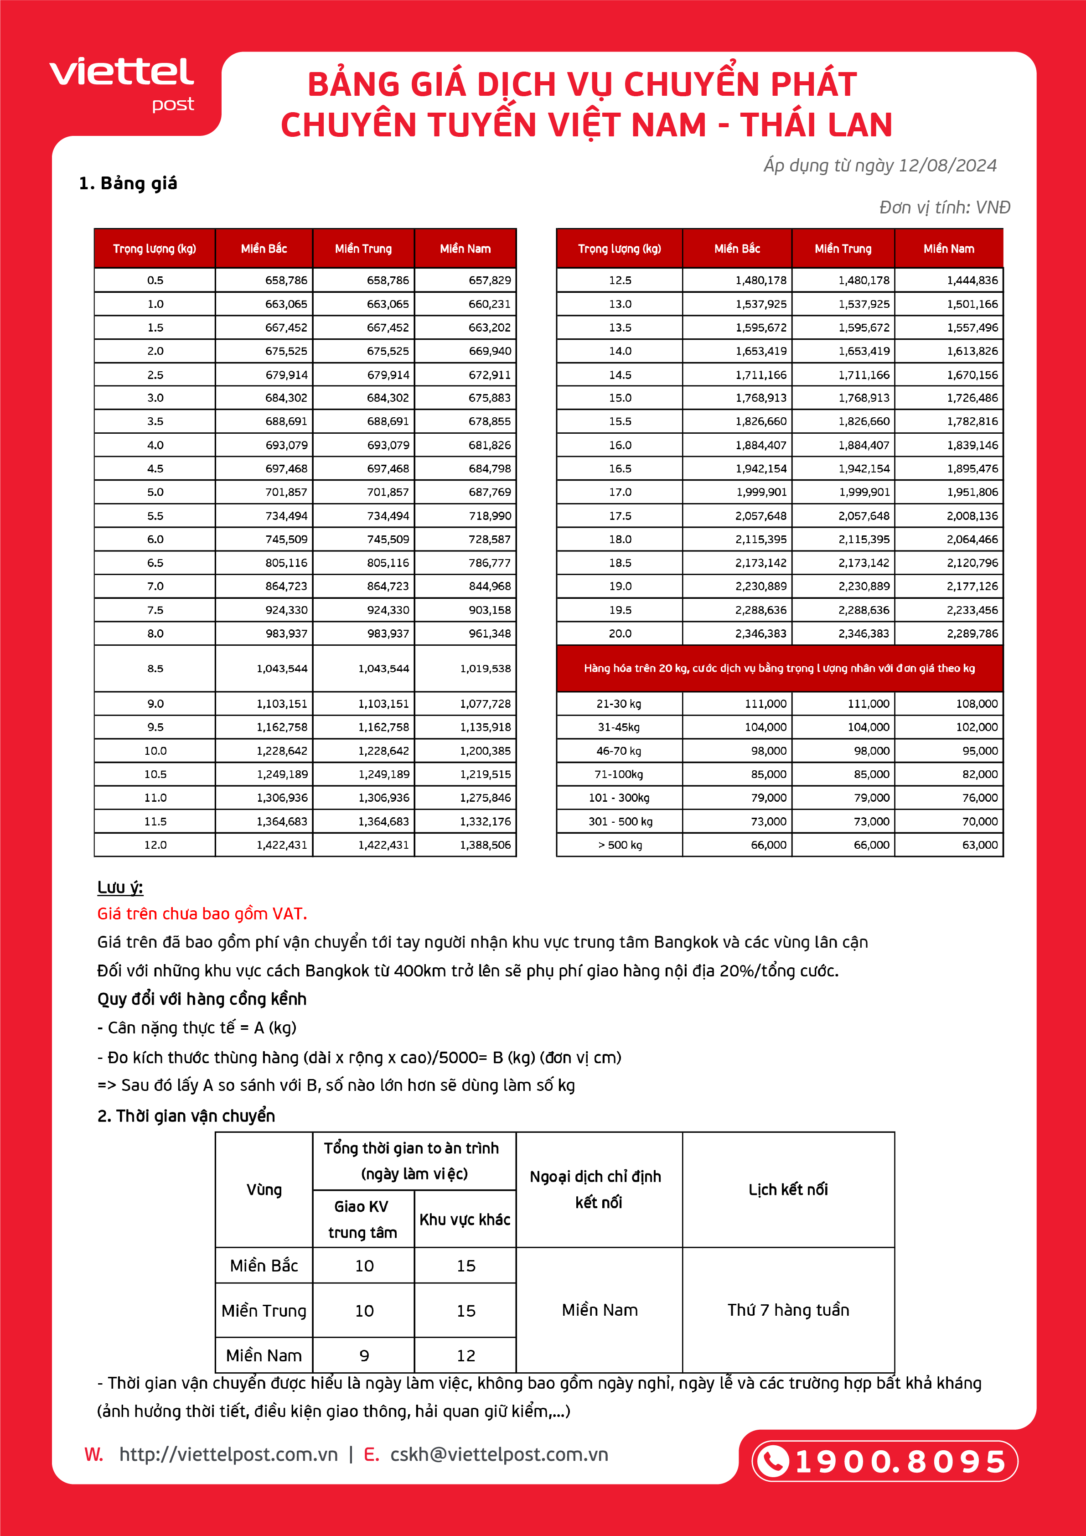 viettel
post
BẢNG GIÁ DỊCH VỤ CHUYỂN PHÁT
CHUYÊN TUYẾN VIỆT NAM - THÁI LAN
Áp dụng từ ngày 12/08/2024
1. Bảng giá
Đơn vị tính: VNĐ
Trọng lượng (kg) Miền Bắc Miền Trung Miền Nam
0.5 658,786 658,786 657,829
1.0 663,065 663,065 660,231
1.5 667,452 667,452 663,202
2.0 675,525 675,525 669,940
2.5 679,914 679,914 672,911
3.0 684,302 684,302 675,883
3.5 688,691 688,691 678,855
4.0 693,079 693,079 681,826
4.5 697,468 697,468 684,798
5.0 701,857 701,857 687,769
5.5 734,494 734,494 718,990
6.0 745,509 745,509 728,587
6.5 805,116 805,116 786,777
7.0 864,723 864,723 844,968
7.5 924,330 924,330 903,158
8.0 983,937 983,937 961,348
8.5 1,043,544 1,043,544 1,019,538
9.0 1,103,151 1,103,151 1,077,728
9.5 1,162,758 1,162,758 1,135,918
10.0 1,228,642 1,228,642 1,200,385
10.5 1,249,189 1,249,189 1,219,515
11.0 1,306,936 1,306,936 1,275,846
11.5 1,364,683 1,364,683 1,332,176
12.0 1,422,431 1,422,431 1,388,506
Trọng lượng (kg) Miền Bắc Miền Trung Miền Nam
12.5 1,480,178 1,480,178 1,444,836
13.0 1,537,925 1,537,925 1,501,166
13.5 1,595,672 1,595,672 1,557,496
14.0 1,653,419 1,653,419 1,613,826
14.5 1,711,166 1,711,166 1,670,156
15.0 1,768,913 1,768,913 1,726,486
15.5 1,826,660 1,826,660 1,782,816
16.0 1,884,407 1,884,407 1,839,146
16.5 1,942,154 1,942,154 1,895,476
17.0 1,999,901 1,999,901 1,951,806
17.5 2,057,648 2,057,648 2,008,136
18.0 2,115,395 2,115,395 2,064,466
18.5 2,173,142 2,173,142 2,120,796
19.0 2,230,889 2,230,889 2,177,126
19.5 2,288,636 2,288,636 2,233,456
20.0 2,346,383 2,346,383 2,289,786
Hàng hóa trên 20 kg, cước dịch vụ bằng trọng lượng nhân với đơn giá theo kg
21-30 kg 111,000 111,000 108,000
31-45kg 104,000 104,000 102,000
46-70 kg 98,000 98,000 95,000
71-100kg 85,000 85,000 82,000
101 - 300kg 79,000 79,000 76,000
301 - 500 kg 73,000 73,000 70,000
> 500 kg 66,000 66,000 63,000
Lưu ý:
Giá trên chưa bao gồm VAT.
Giá trên đã bao gồm phí vận chuyển tới tay người nhận khu vực trung tâm Bangkok và các vùng lân cận
Đối với những khu vực cách Bangkok từ 400km trở lên sẽ phụ phí giao hàng nội địa 20%/tổng cước.
Quy đổi với hàng cồng kềnh
- Cân nặng thực tế = A (kg)
- Đo kích thước thùng hàng (dài x rộng x cao)/5000= B (kg) (đơn vị cm)
=> Sau đó lấy A so sánh với B, số nào lớn hơn sẽ dùng làm số kg
2. Thời gian vận chuyển
Vùng
Tổng thời gian toàn trình
(ngày làm việc)
Giao KV
trung tâm
Khu vực khác
Ngoại dịch chỉ định
kết nối
Lịch kết nối
Miền Bắc 10 15
Miền Trung 10 15 Miền Nam Thứ 7 hàng tuần
Miền Nam 9 12
- Thời gian vận chuyển được hiểu là ngày làm việc, không bao gồm ngày nghỉ, ngày lễ và các trường hợp bất khả kháng
(ảnh hưởng thời tiết, điều kiện giao thông, hải quan giữ kiểm,...)
W. http://viettelpost.com.vn | E. cskh@viettelpost.com.vn
1900.8095